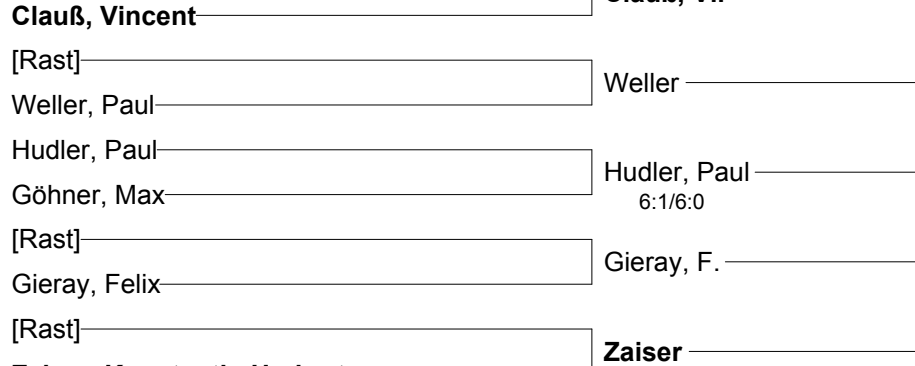 Clauß, Vincent
[Rast]
Weller, Paul
Hudler, Paul
Göhner, Max
[Rast]
Gieray, Felix
[Rast]
Weller
Hudler, Paul
6:1/6:0
Gieray, F.
Zaiser